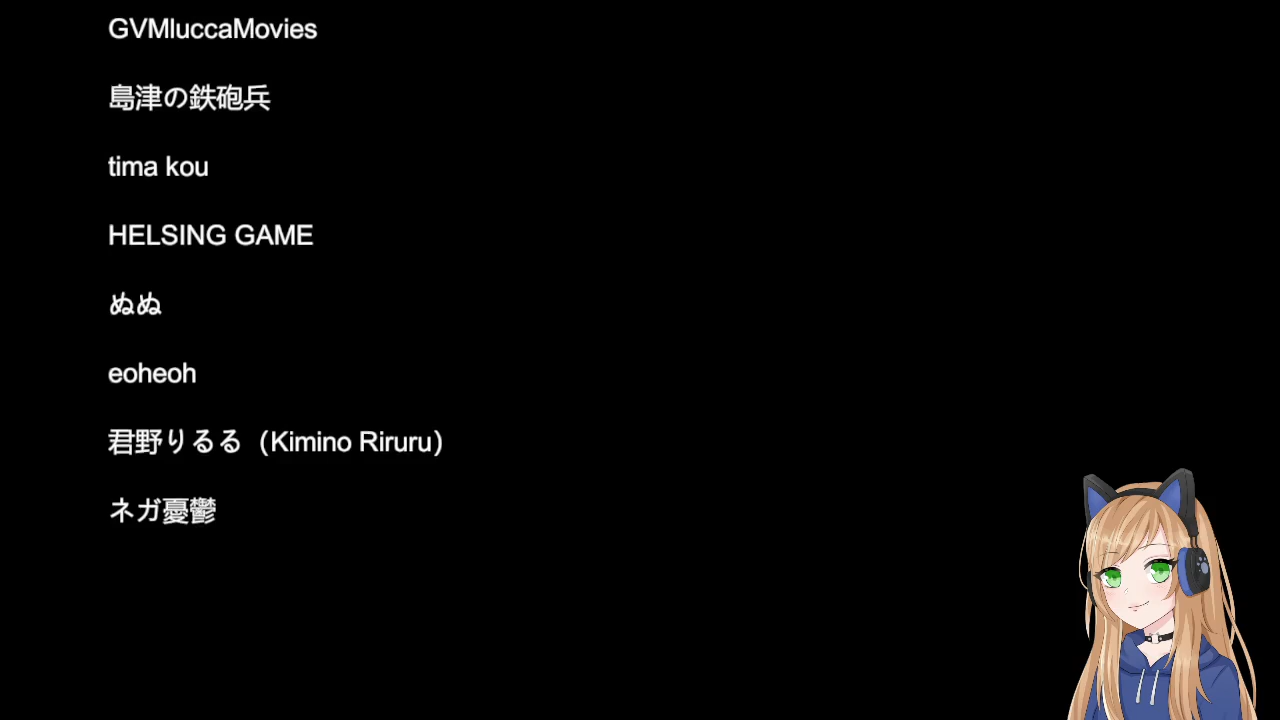 GVMluccaMovies
島津の鉄砲兵
tima kou
HELSING GAME
ぬぬ
eoheoh
君野りるる（Kimino Riruru）
ネガ憂鬱